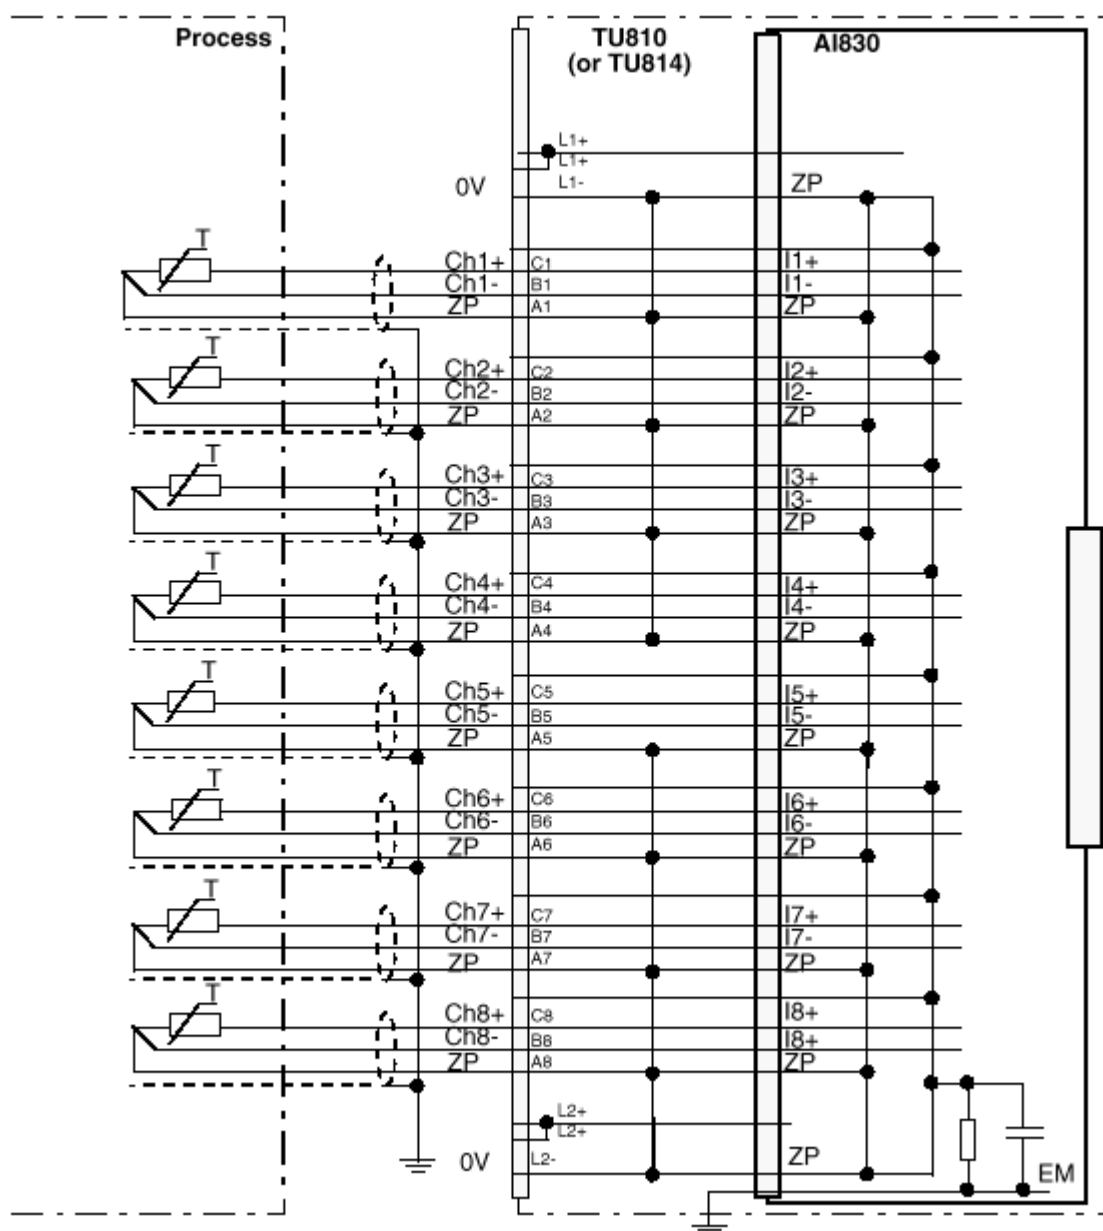 Process
TU810
(or TU814)
AI830
L1+
L1+
0V L1- ZP
T
Ch1+ C1 I1+
Ch1- B1 I1-
ZP A1 ZP
T
Ch2+ C2 I2+
Ch2- B2 I2-
ZP A2 ZP
T
Ch3+ C3 I3+
Ch3- B3 I3-
ZP A3 ZP
T
Ch4+ C4 I4+
Ch4- B4 I4-
ZP A4 ZP
T
Ch5+ C5 I5+
Ch5- B5 I5-
ZP A5 ZP
T
Ch6+ C6 I6+
Ch6- B6 I6-
ZP A6 ZP
T
Ch7+ C7 I7+
Ch7- B7 I7-
ZP A7 ZP
T
Ch8+ C8 I8+
Ch8- B8 I8+
ZP A8 ZP
L2+
L2+
0V L2- ZP
EM